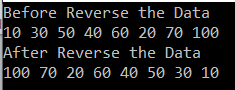 Before Reverse the Data
10 30 50 40 60 20 70 100
After Reverse the Data
100 70 20 60 40 50 30 10